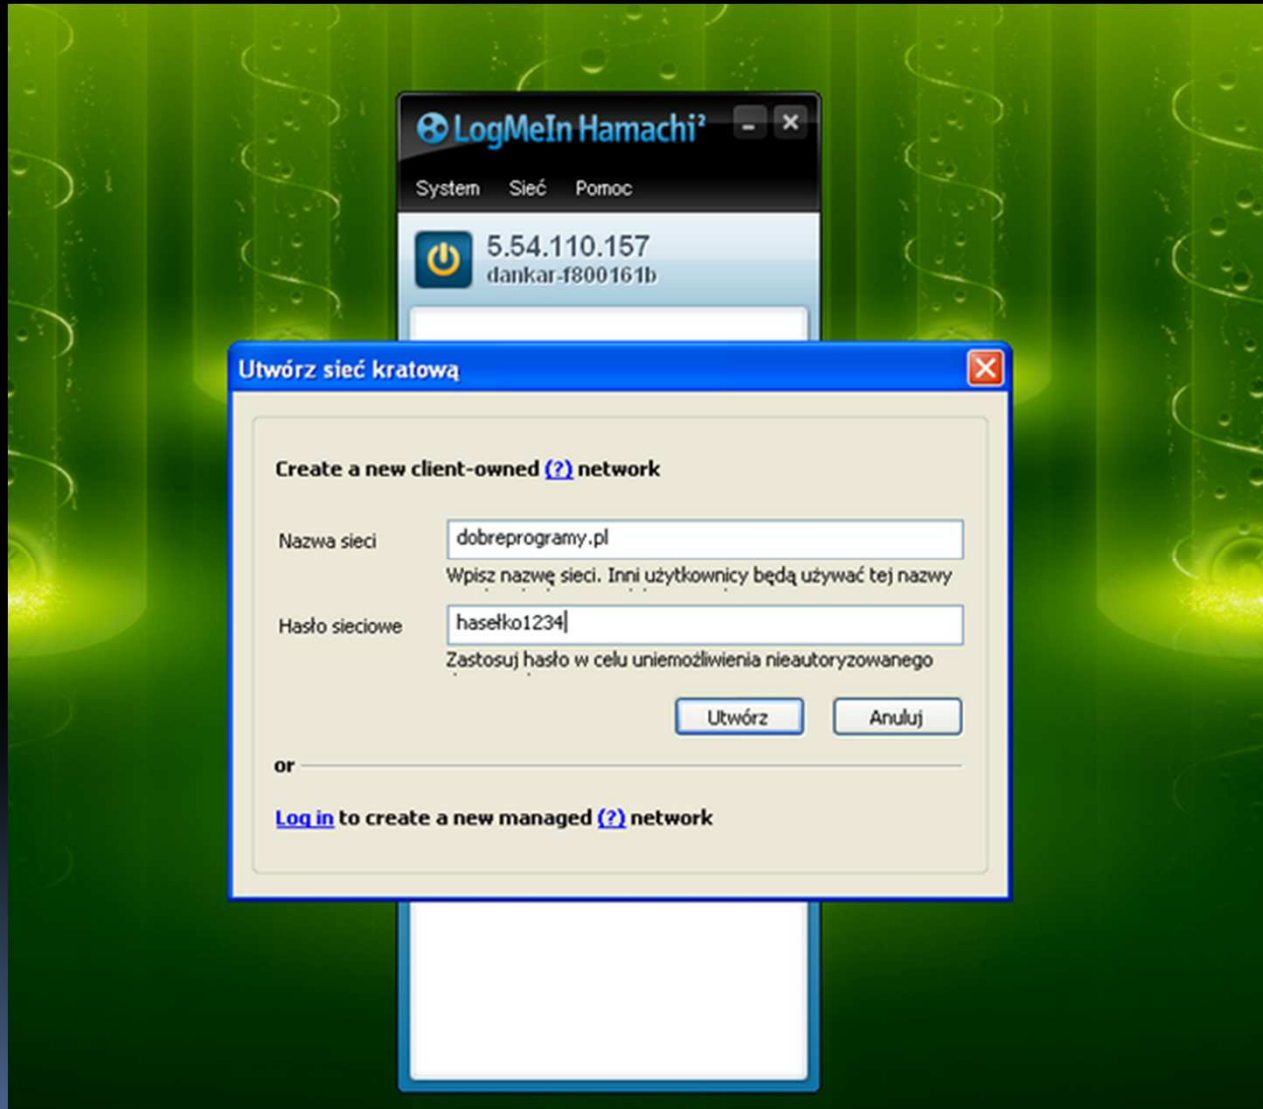 LogMeIn Hamachi²
System Sieć Pomoc
5.54.110.157
dankar-f800161b
Utwórz sieć kratową
Create a new client-owned (?) network
Nazwa sieci dobreprogramy.pl
Wpisz nazwę sieci. Inni użytkownicy będą używać tej nazwy
Hasło sieciowe hasełko1234
Zastosuj hasło w celu uniemożliwienia nieautoryzowanego
Utwórz Anuluj
or
Log in to create a new managed (?) network